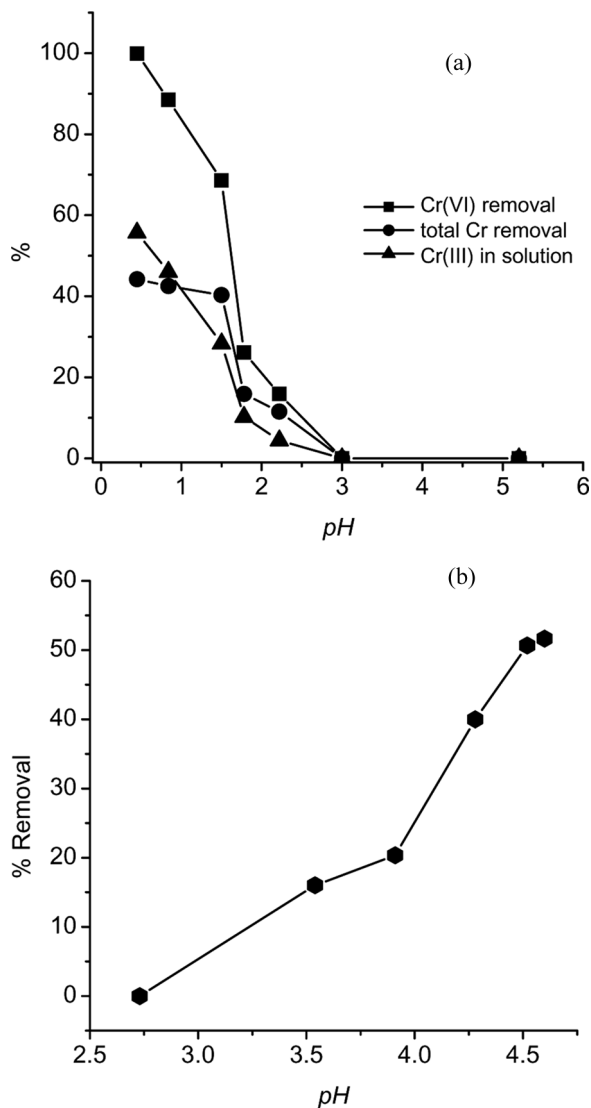 (a)
100
80
60
40
20
0
%
Cr(VI) removal
total Cr removal
Cr(III) in solution
0 1 2 3 4 5 6
pH
(b)
60
50
40
30
20
10
0
% Removal
2.5 3.0 3.5 4.0 4.5
pH